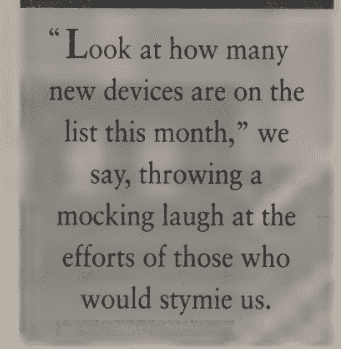 “Look at how many
new devices are on the
list this month,” we
say, throwing a
mocking laugh at the
efforts of those who
would stymie us.